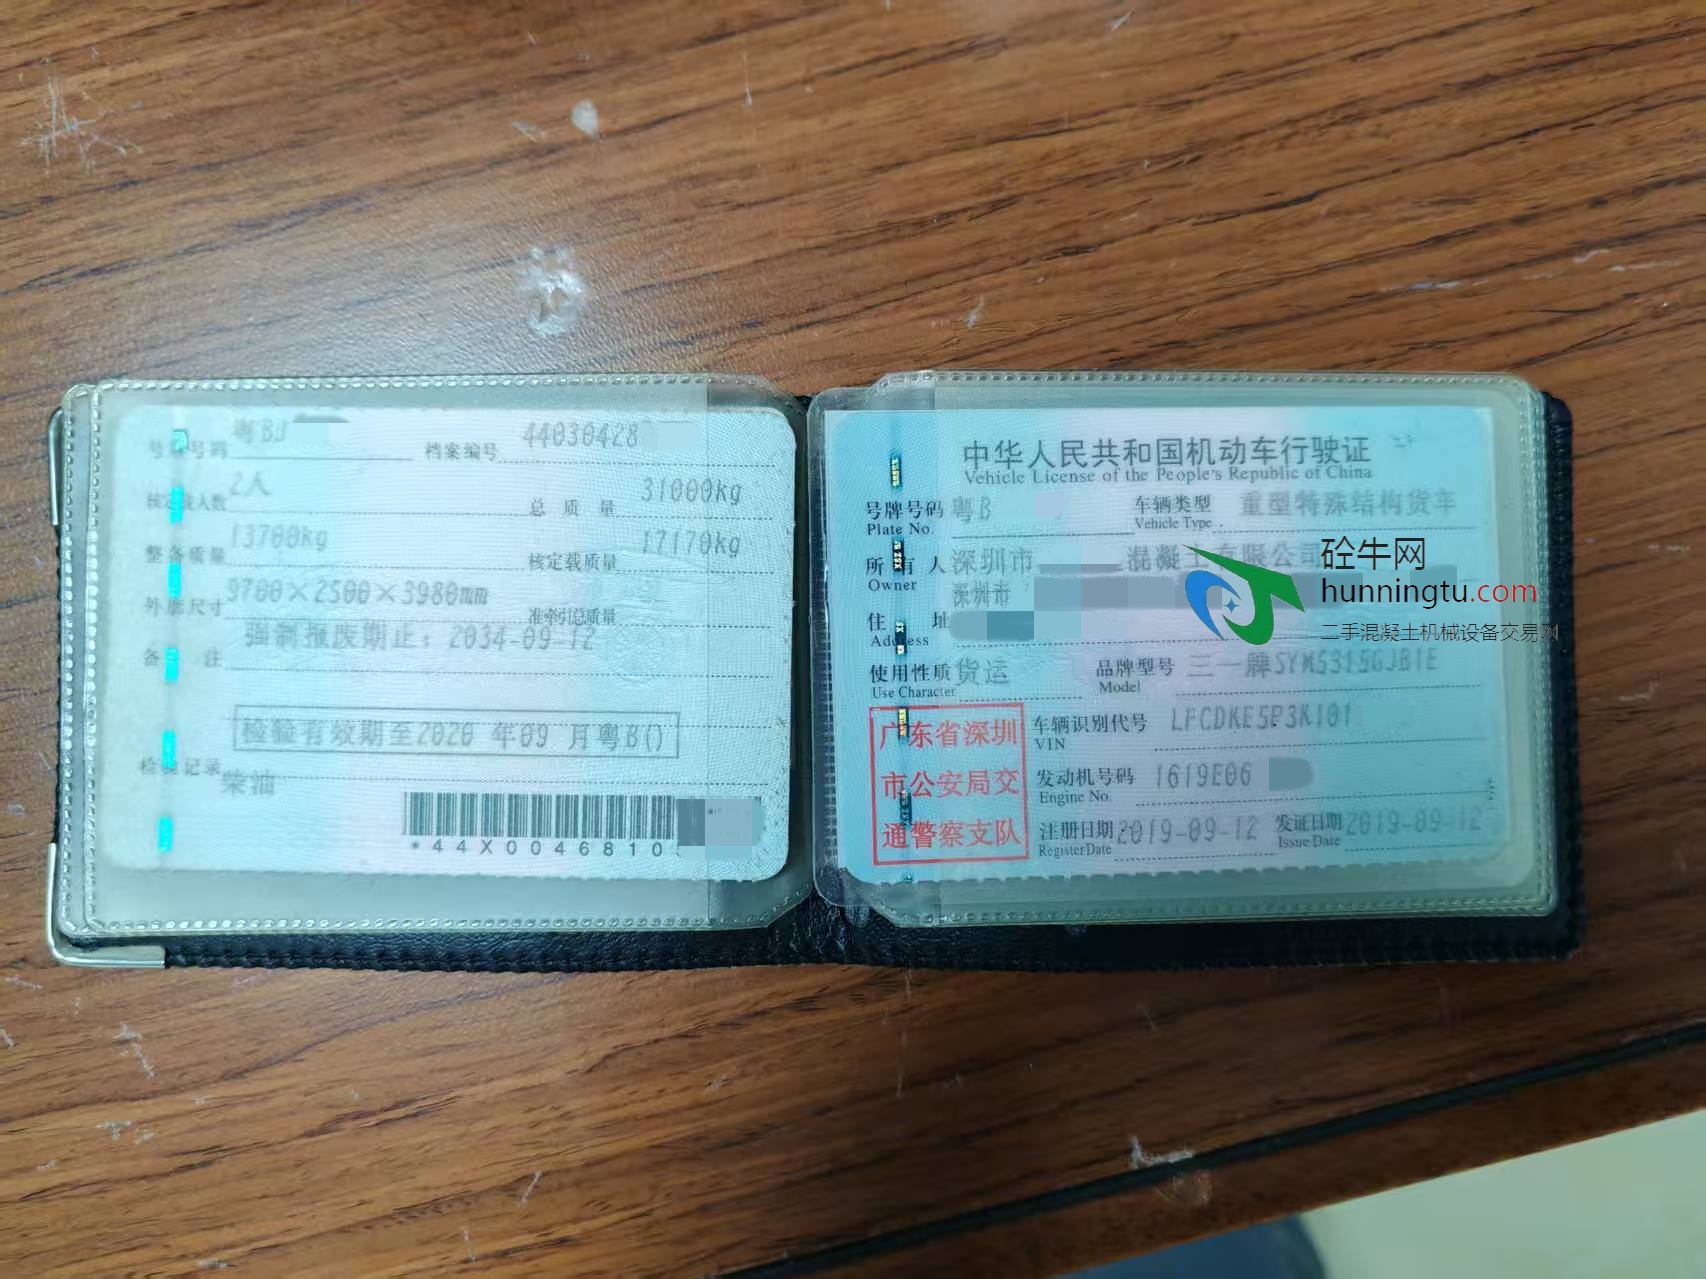 号牌号码 粤BJ 档案编号 44030428
核定载人数 2人 总质量 31000kg
整备质量 13700kg 核定载质量 17170kg
外廓尺寸 9700×2500×3980mm 准牵引总质量
备注 强制报废期止：2034-09-12
检验有效期至2020 年09 月粤B()
检验记录 柴油
*44X0046810
中华人民共和国机动车行驶证
Vehicle License of the People's Republic of China
号牌号码 粤B 车辆类型 重型特殊结构货车
Plate No. Vehicle Type
所有人 深圳市 混凝土有限公司
Owner 深圳市
住址
Address
使用性质 货运 品牌型号 三一牌SYM5315GJB1E
Use Character Model
车辆识别代号 LFCDKE5P3K101
VIN
发动机号码 1619E06
Engine No.
注册日期 2019-09-12 发证日期 2019-09-12
Register Date Issue Date
广东省深圳
市公安局交
通警察支队
砼牛网
hunningtu.com
二手混凝土机械设备交易网